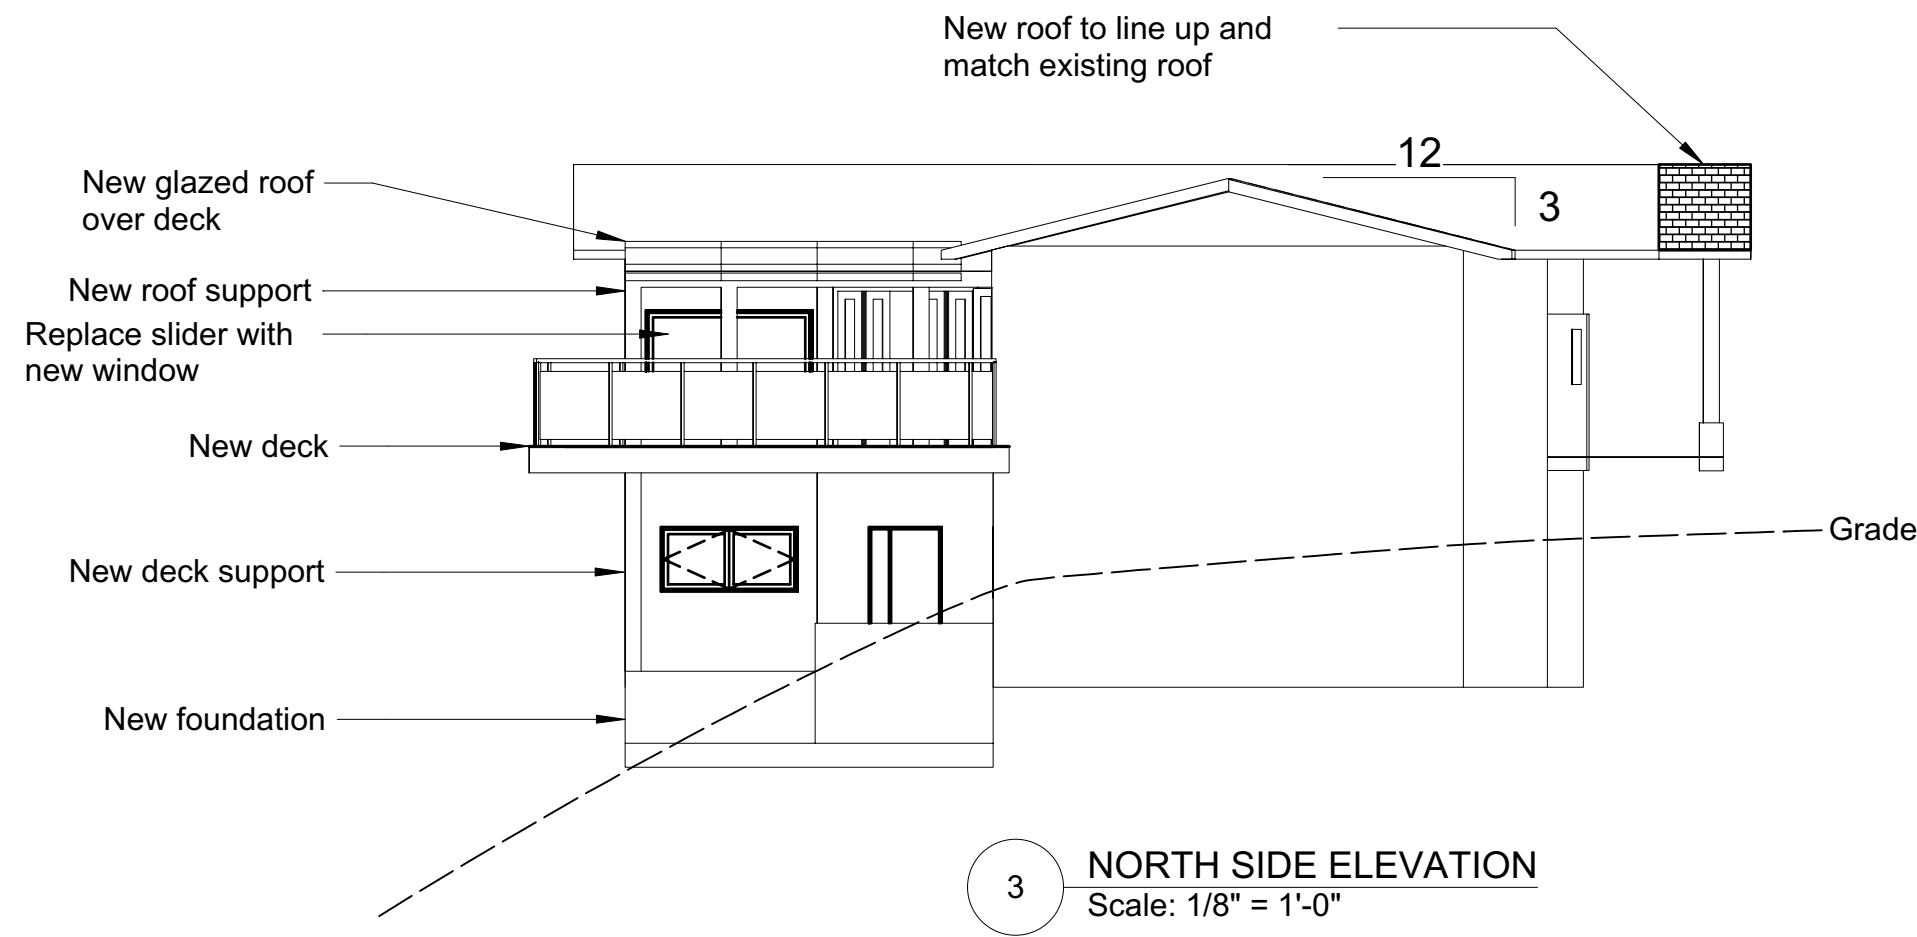 New roof to line up and
match existing roof
12
3
New glazed roof
over deck
New roof support
Replace slider with
new window
New deck
Grade
New deck support
New foundation
3
NORTH SIDE ELEVATION
Scale: 1/8" = 1'-0"